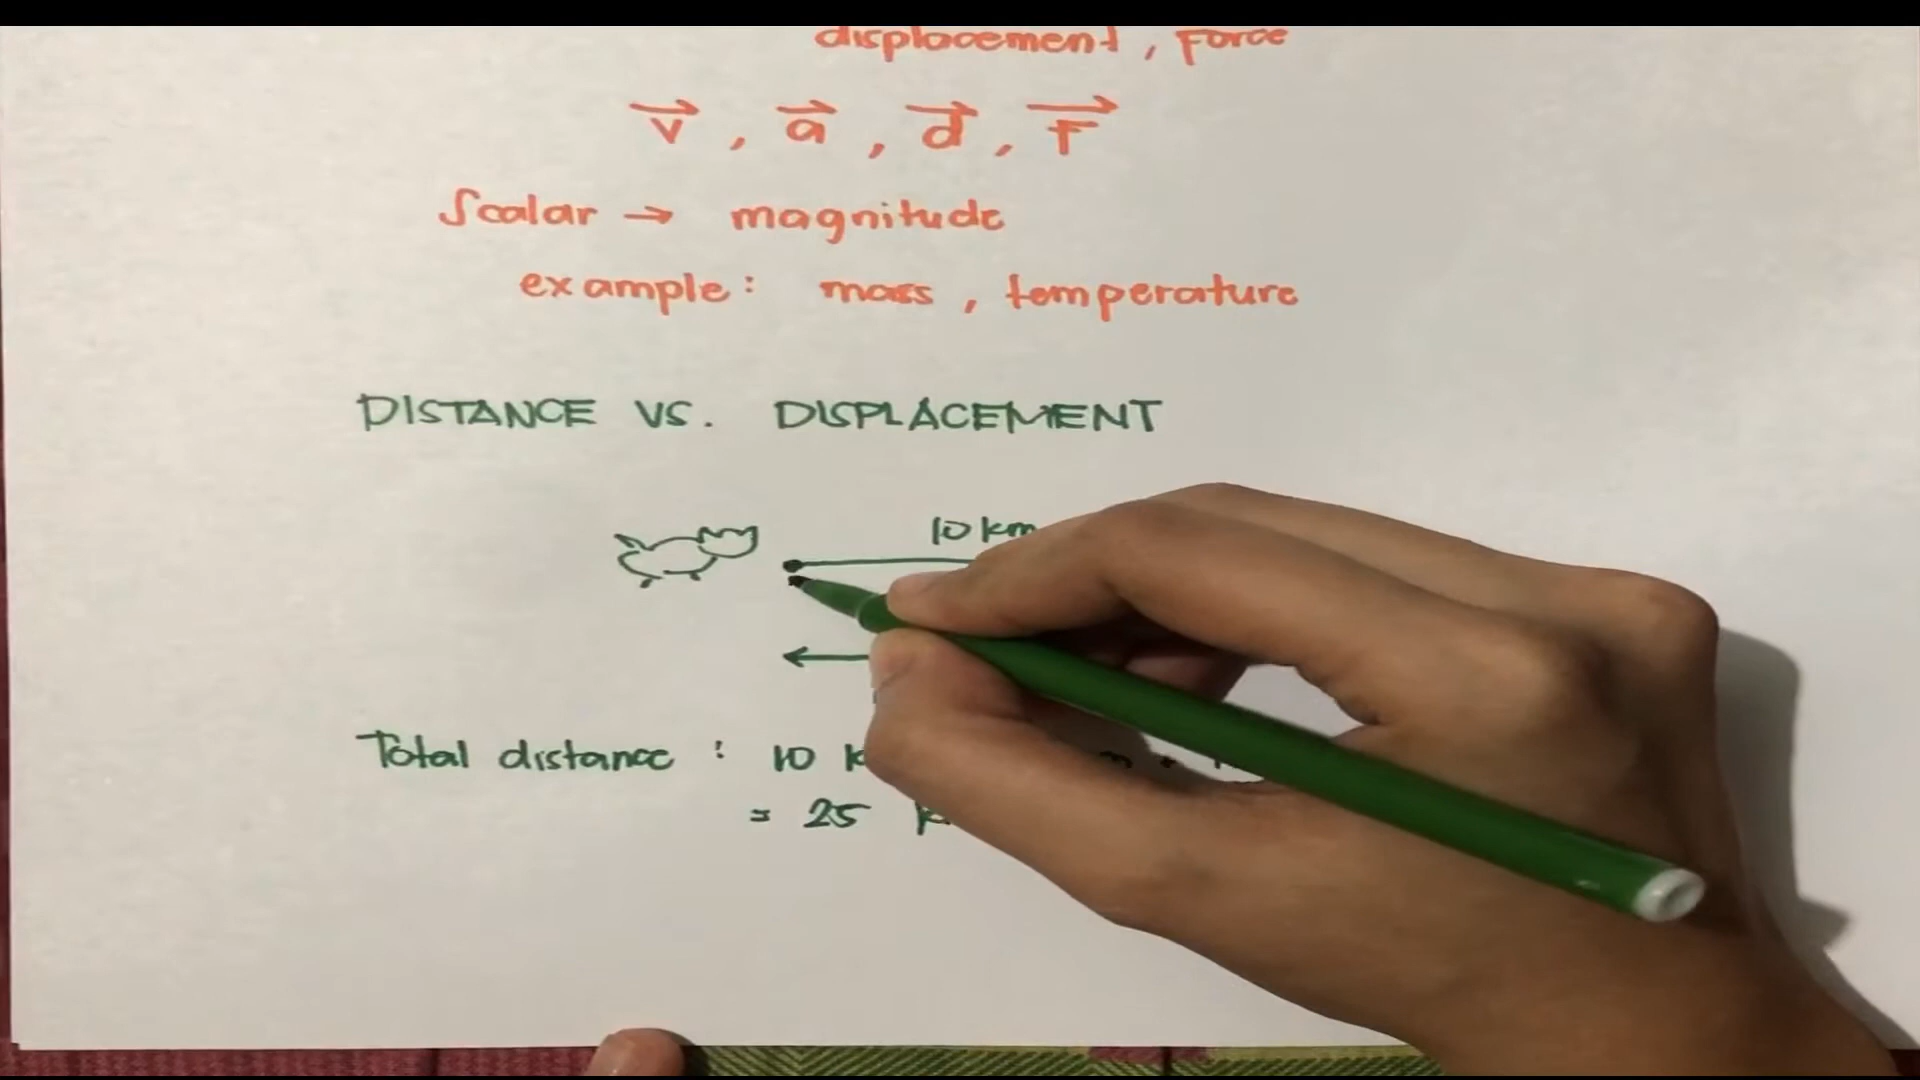 displacement, Force
v, a, d, F
Scalar → magnitude
example: mass, temperature
DISTANCE VS. DISPLACEMENT
10 km
Total distance: 10
= 25